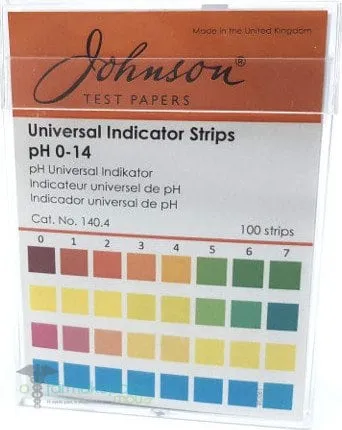 Made in the United Kingdom
Johnson®
TEST PAPERS
Universal Indicator Strips
pH 0-14
pH Universal Indikator
Indicateur universel de pH
Indicador universal de pH
Cat. No. 140.4
100 strips
0 1 2 3 4 5 6 7